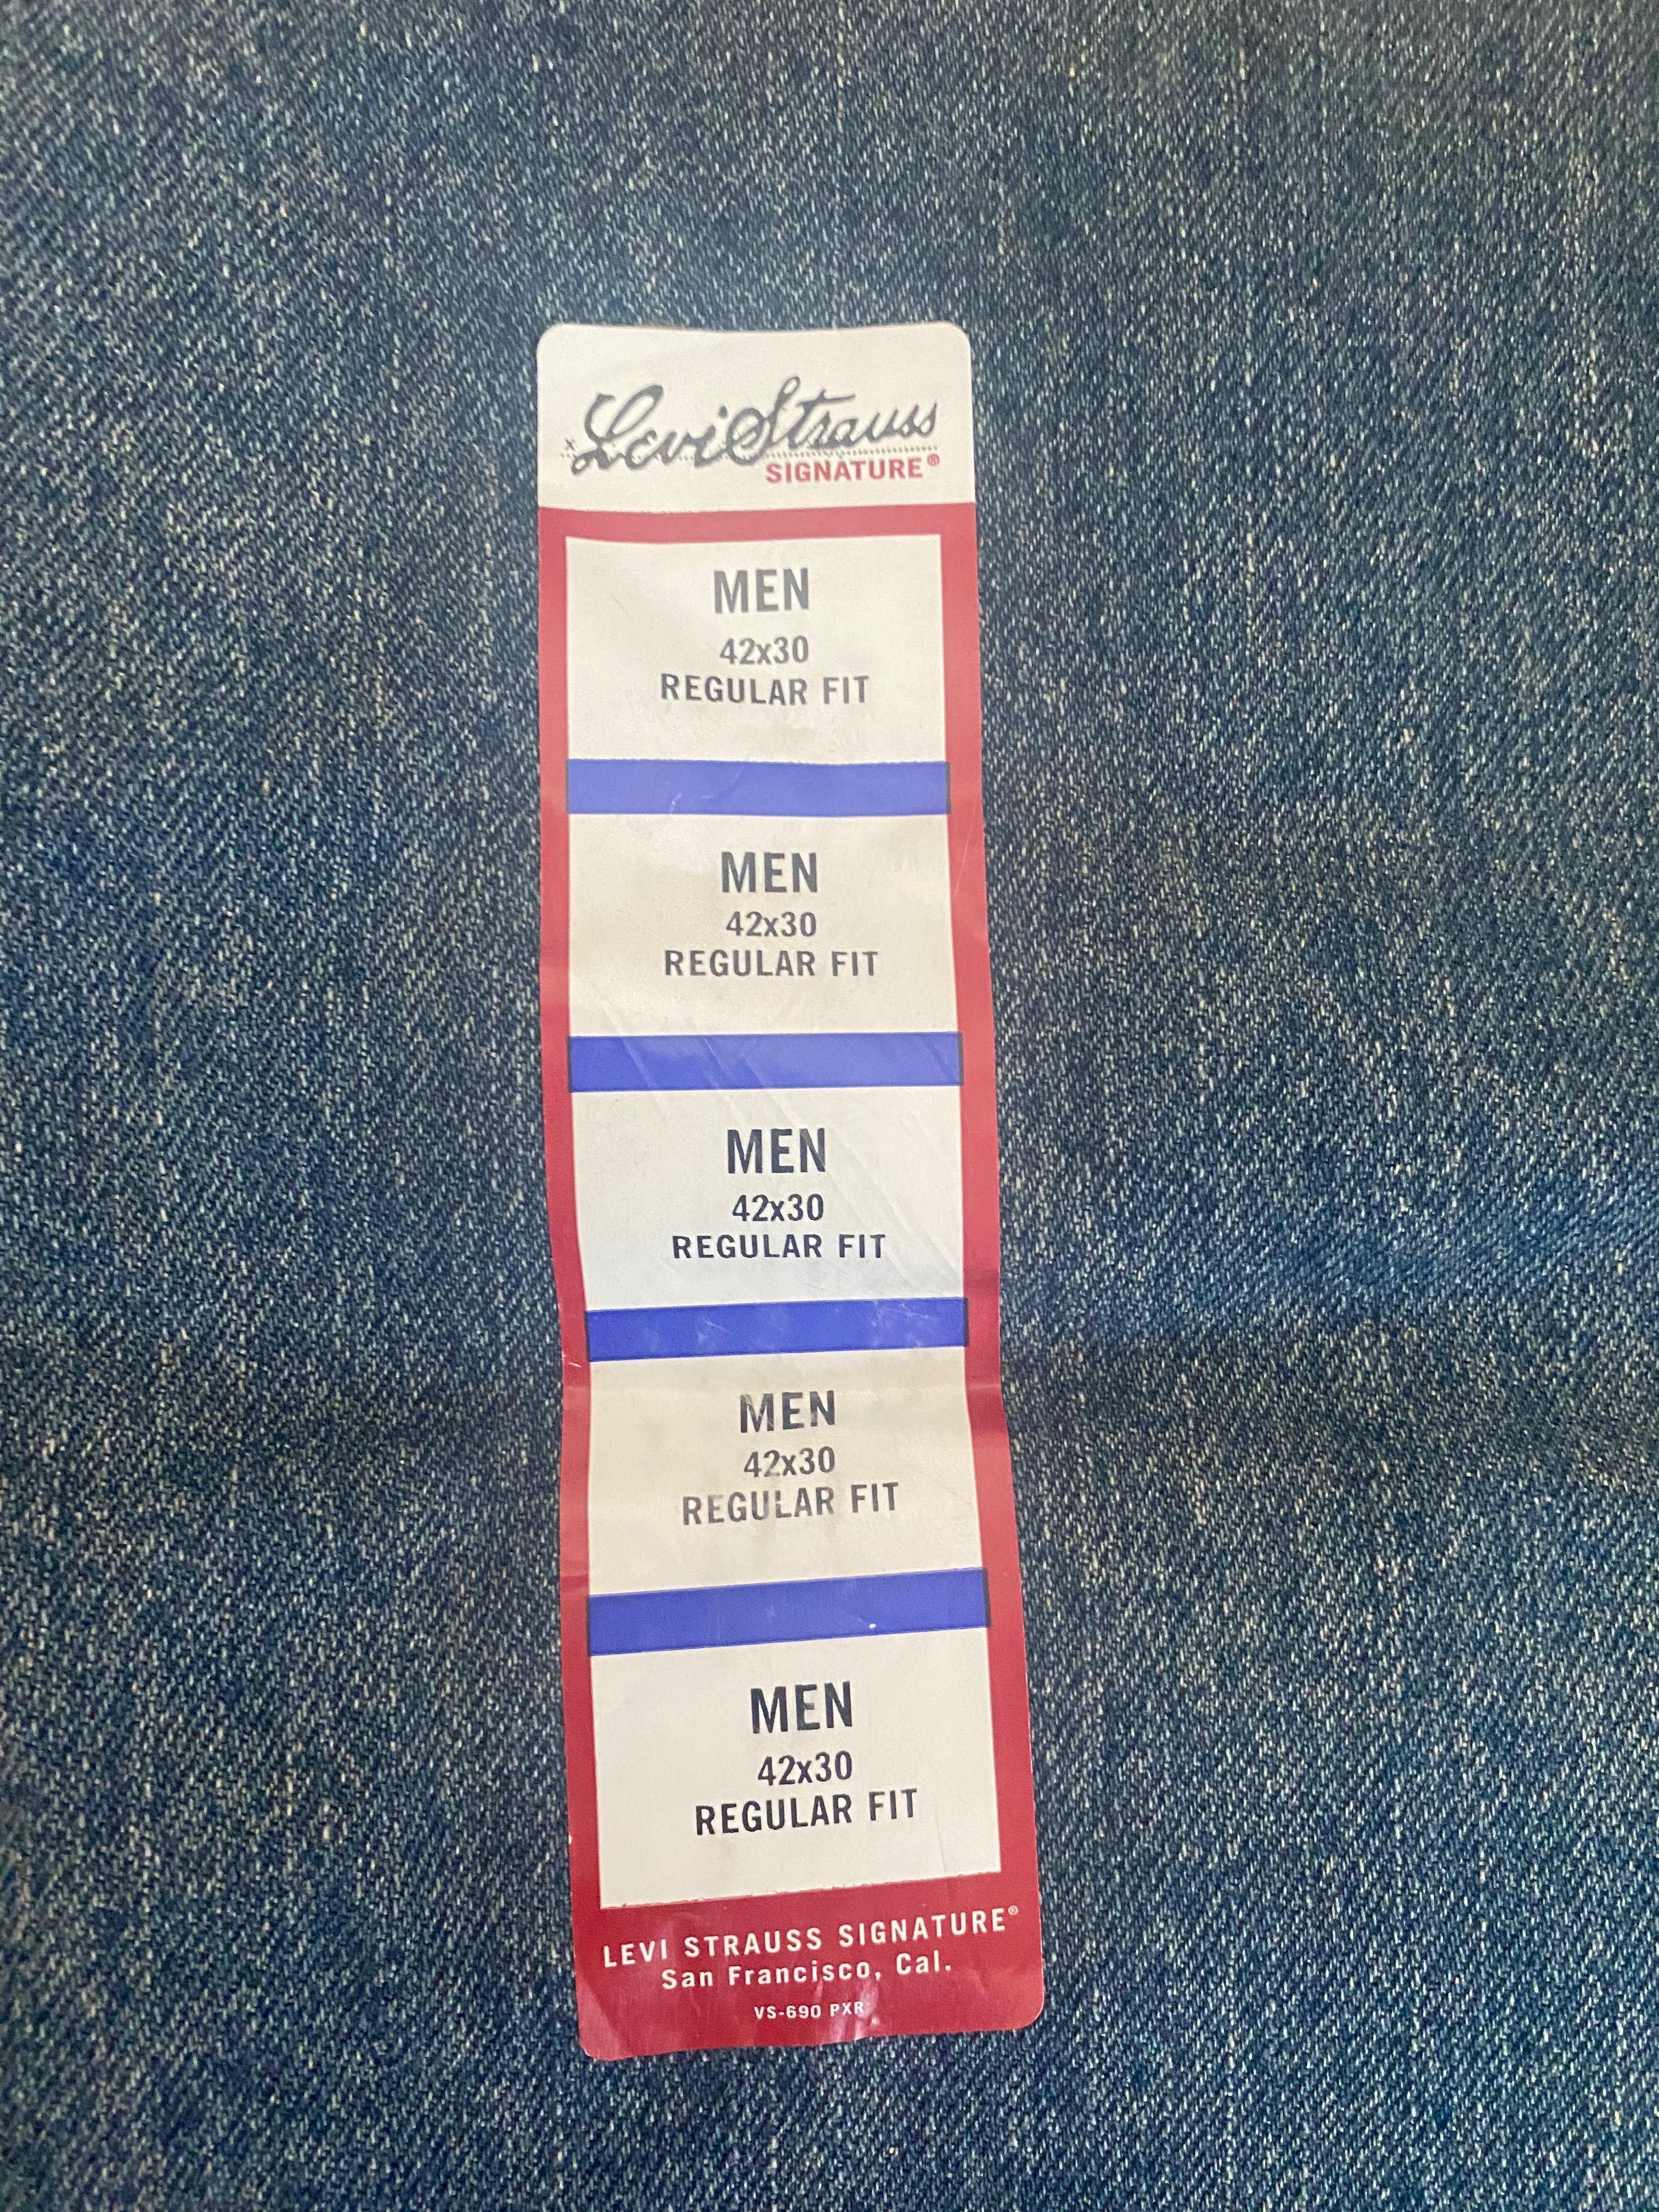 Levi Strauss
SIGNATURE®
MEN
42x30
REGULAR FIT
MEN
42x30
REGULAR FIT
MEN
42x30
REGULAR FIT
MEN
42x30
REGULAR FIT
MEN
42x30
REGULAR FIT
LEVI STRAUSS SIGNATURE®
San Francisco, Cal.
VS-690 PXR